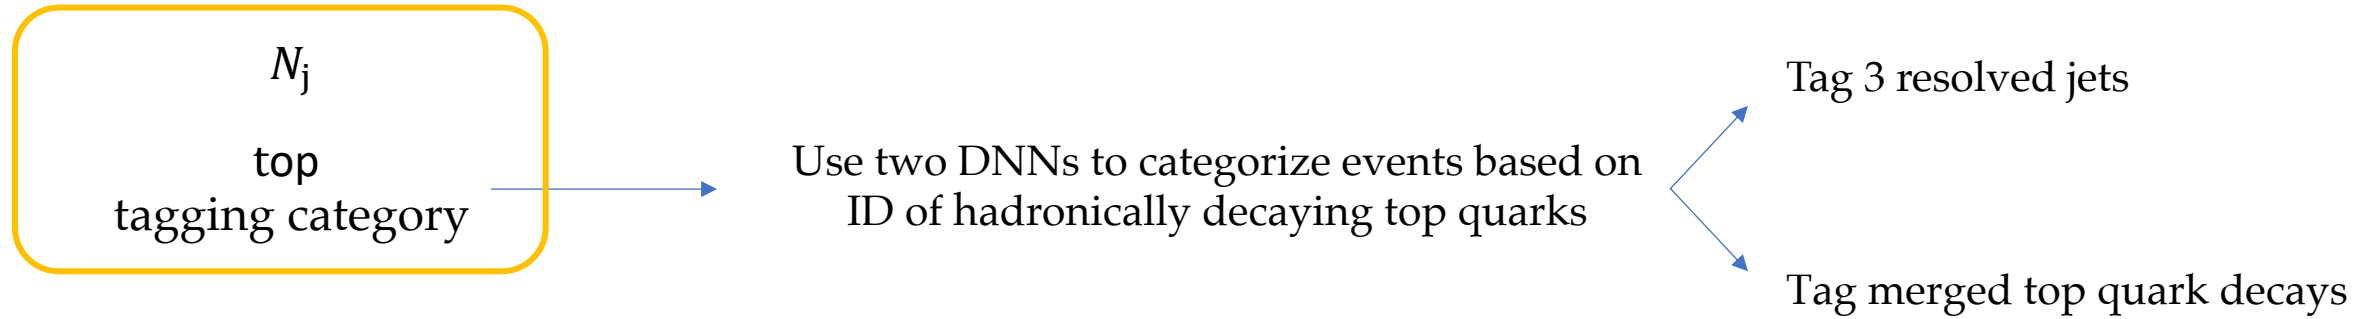 N_j
top
tagging category
Use two DNNs to categorize events based on
ID of hadronically decaying top quarks
Tag 3 resolved jets
Tag merged top quark decays